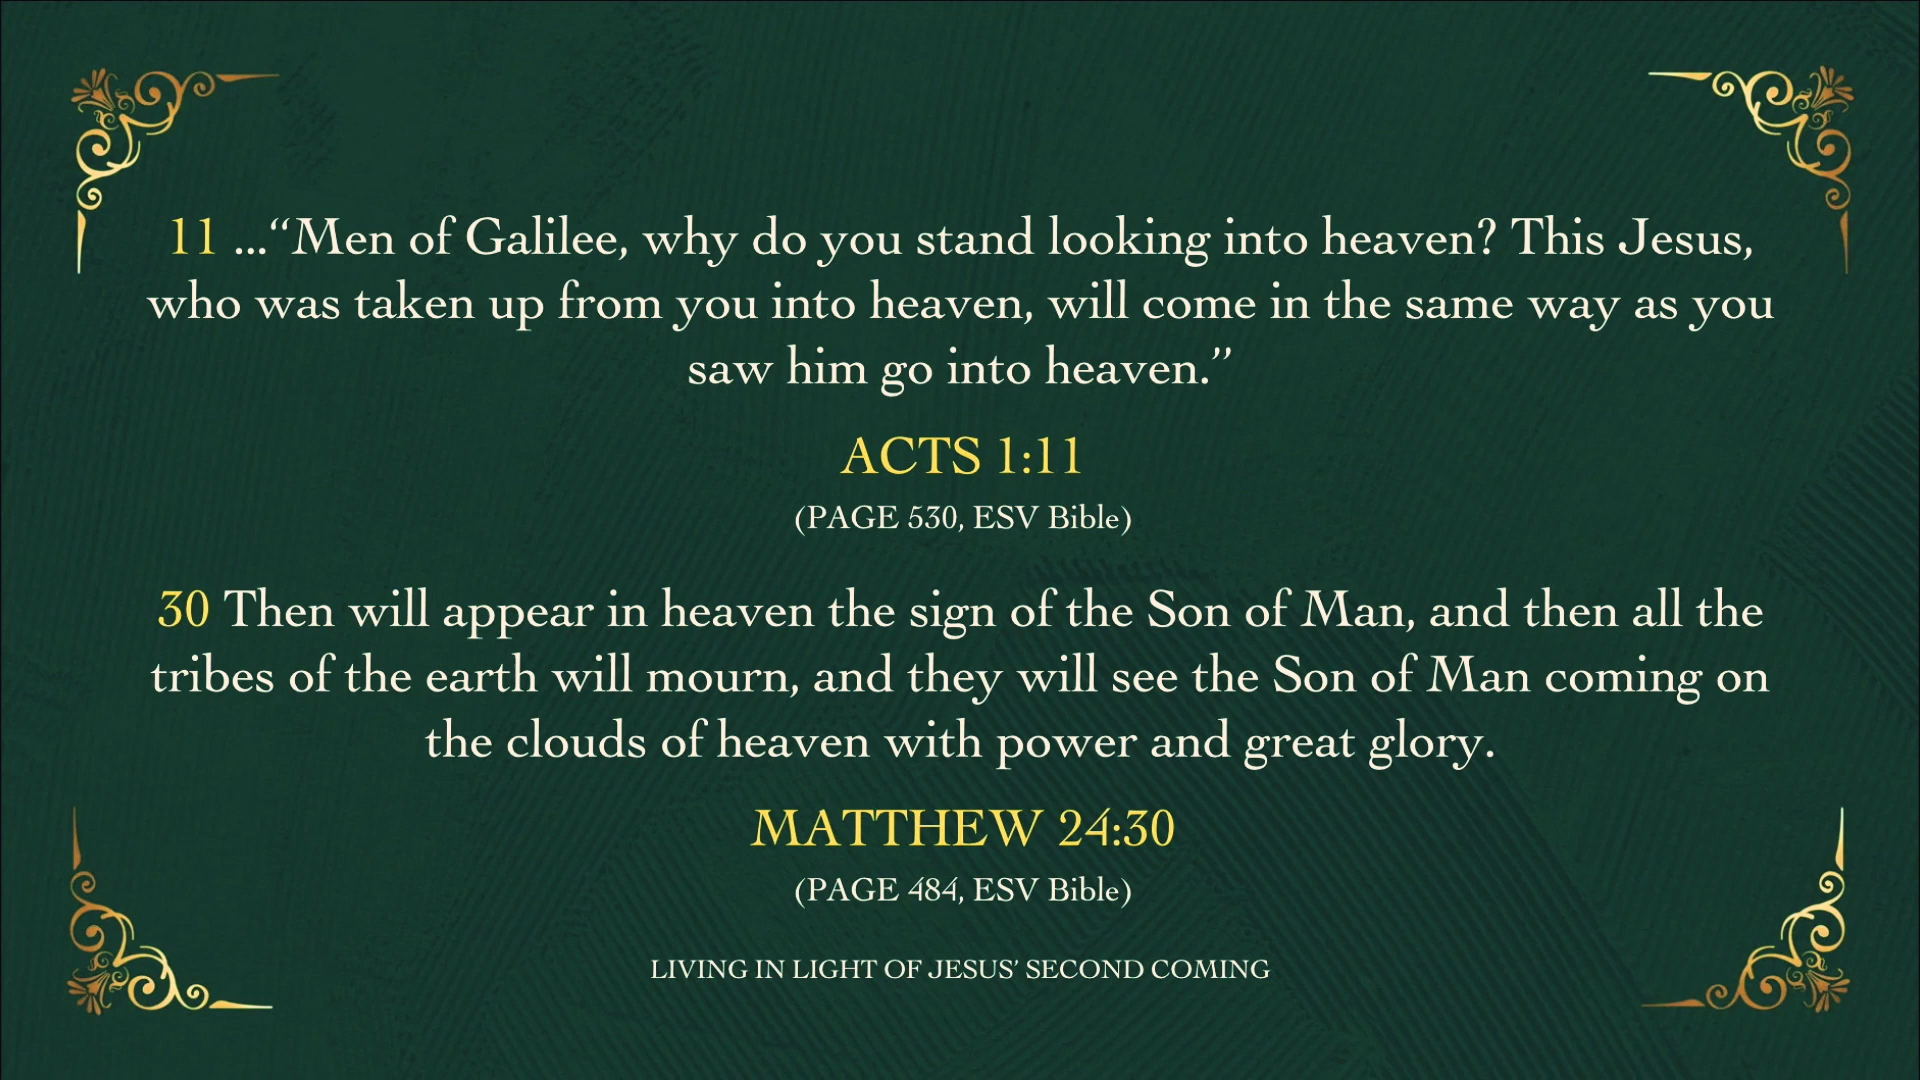 11 ...“Men of Galilee, why do you stand looking into heaven? This Jesus,
who was taken up from you into heaven, will come in the same way as you
saw him go into heaven.”
ACTS 1:11
(PAGE 530, ESV Bible)
30 Then will appear in heaven the sign of the Son of Man, and then all the
tribes of the earth will mourn, and they will see the Son of Man coming on
the clouds of heaven with power and great glory.
MATTHEW 24:30
(PAGE 484, ESV Bible)
LIVING IN LIGHT OF JESUS’ SECOND COMING